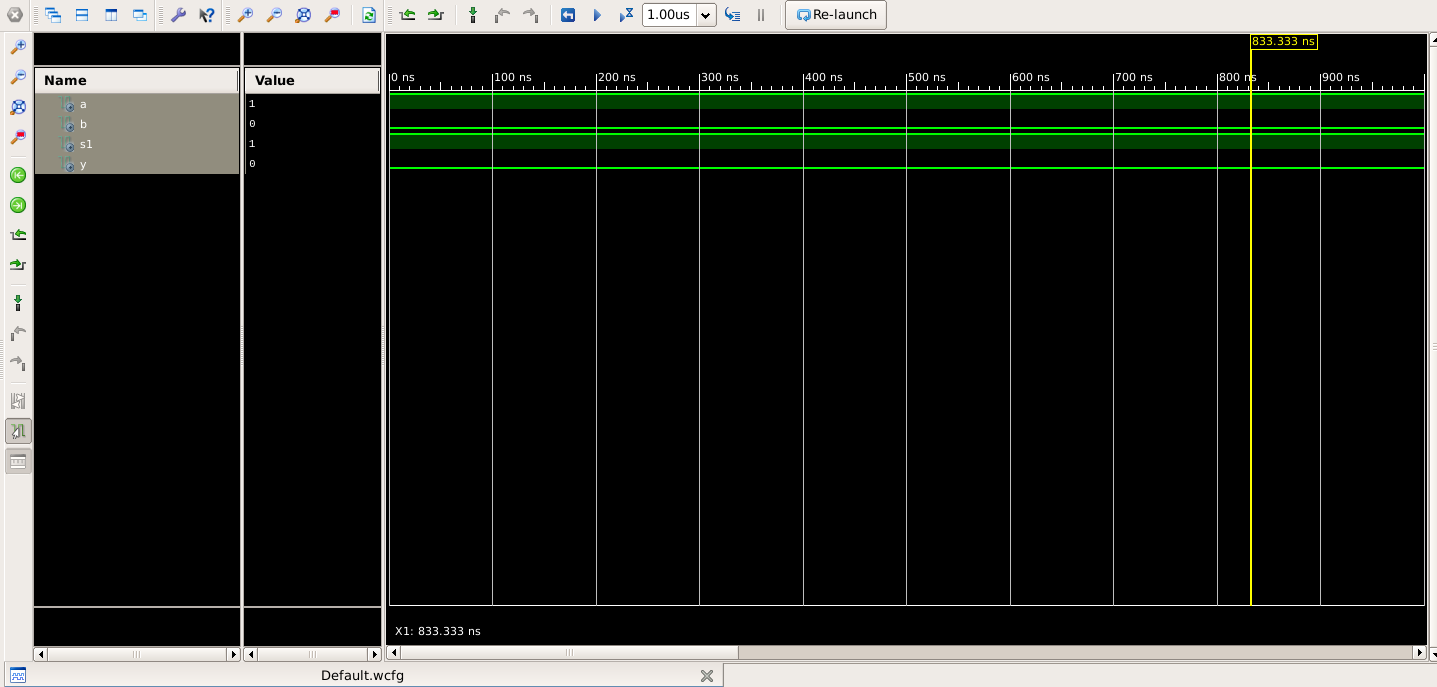 1.00us
Re-launch
833.333 ns
Name
Value
0 ns
100 ns
200 ns
300 ns
400 ns
500 ns
600 ns
700 ns
800 ns
900 ns
a
1
b
0
s1
1
y
0
X1: 833.333 ns
Default.wcfg